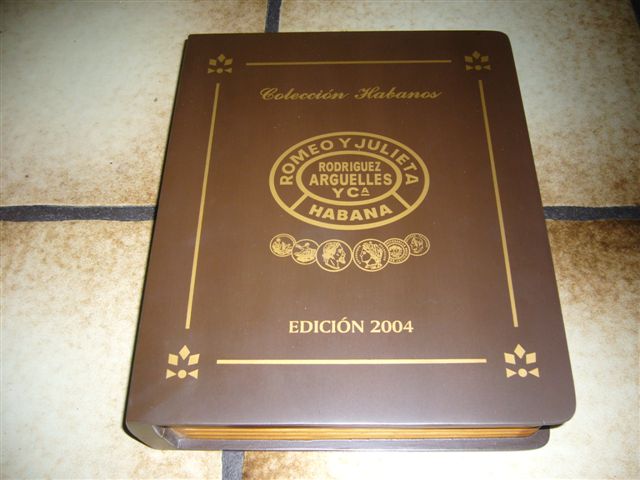 Colección Habanos
ROMEO Y JULIETA
RODRIGUEZ
ARGUELLES
Y CA
HABANA
EDICIÓN 2004